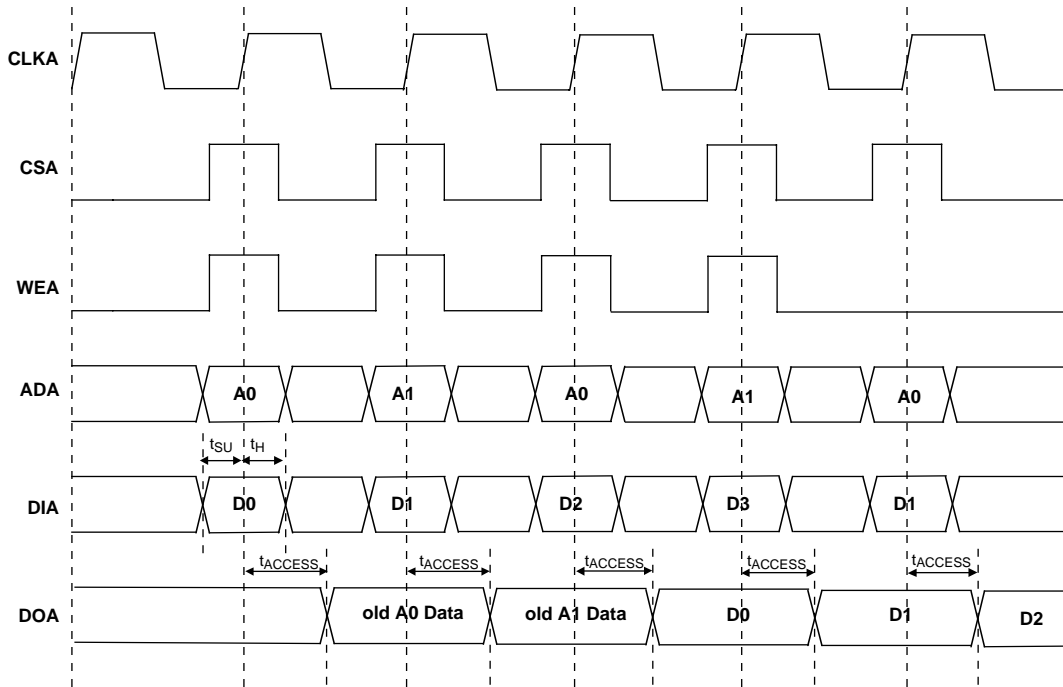 CLKA
CSA
WEA
ADA A0 A1 A0 A1 A0
tSU tH
DIA D0 D1 D2 D3 D1
tACCESS tACCESS tACCESS tACCESS tACCESS
DOA old A0 Data old A1 Data D0 D1 D2